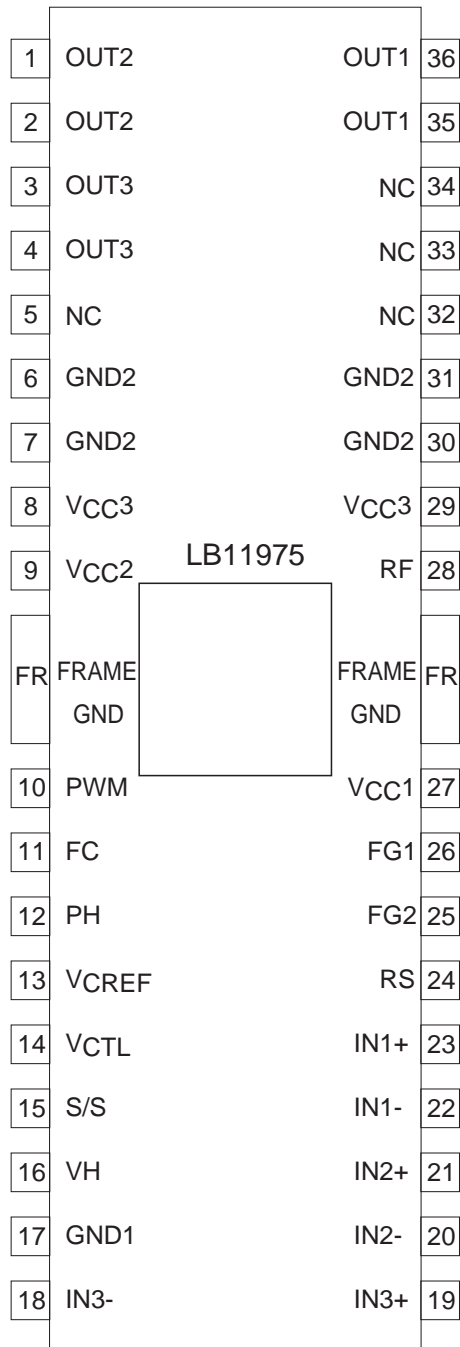 1 OUT2 OUT1 36
2 OUT2 OUT1 35
3 OUT3 NC 34
4 OUT3 NC 33
5 NC NC 32
6 GND2 GND2 31
7 GND2 GND2 30
8 VCC3 VCC3 29
9 VCC2 LB11975 RF 28
FR FRAME GND FRAME GND FR
10 PWM VCC1 27
11 FC FG1 26
12 PH FG2 25
13 VCREF RS 24
14 VCTL IN1+ 23
15 S/S IN1- 22
16 VH IN2+ 21
17 GND1 IN2- 20
18 IN3- IN3+ 19